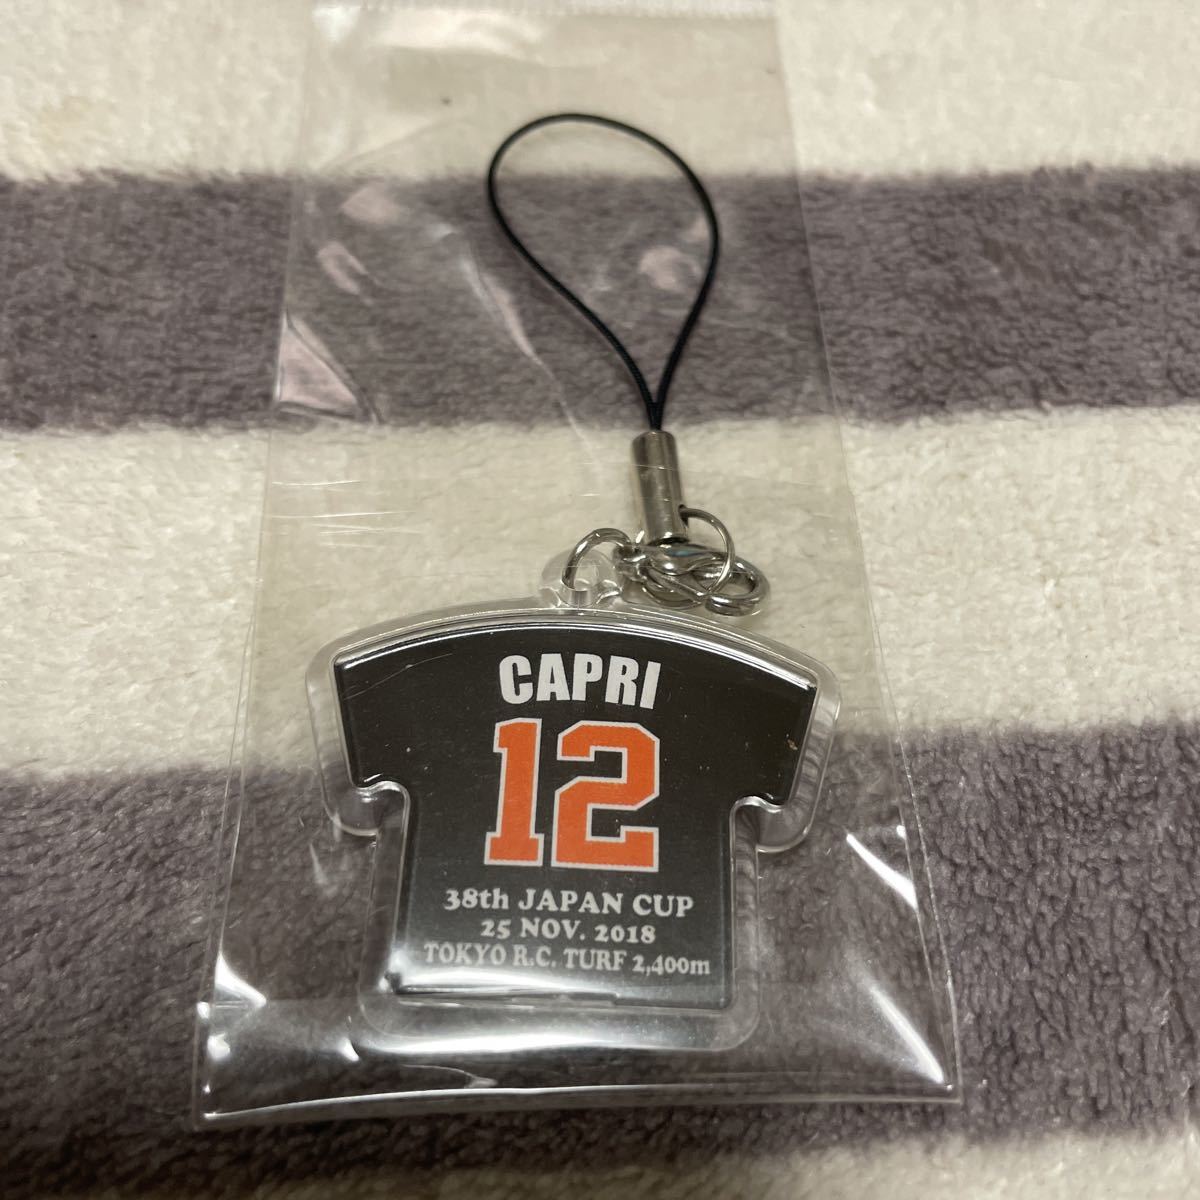 CAPRI
12
38th JAPAN CUP
25 NOV. 2018
TOKYO R.C. TURF 2,400m